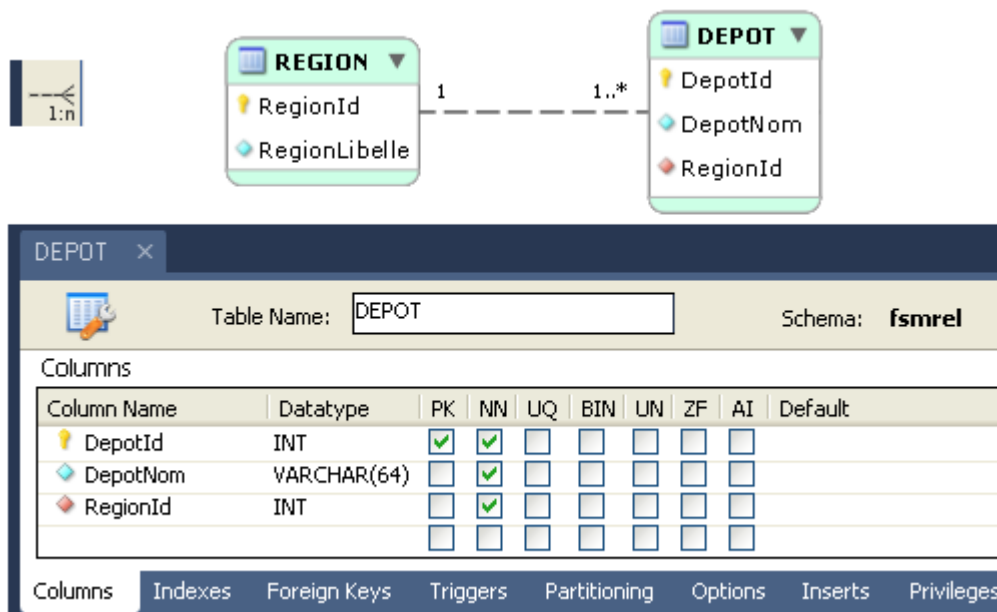 1:n
REGION
RegionId
RegionLibelle
1
1..*
DEPOT
DepotId
DepotNom
RegionId
DEPOT
Table Name: DEPOT Schema: fsmrel
Columns
Column Name Datatype PK NN UQ BIN UN ZF AI Default
DepotId INT
DepotNom VARCHAR(64)
RegionId INT
Columns Indexes Foreign Keys Triggers Partitioning Options Inserts Privileges